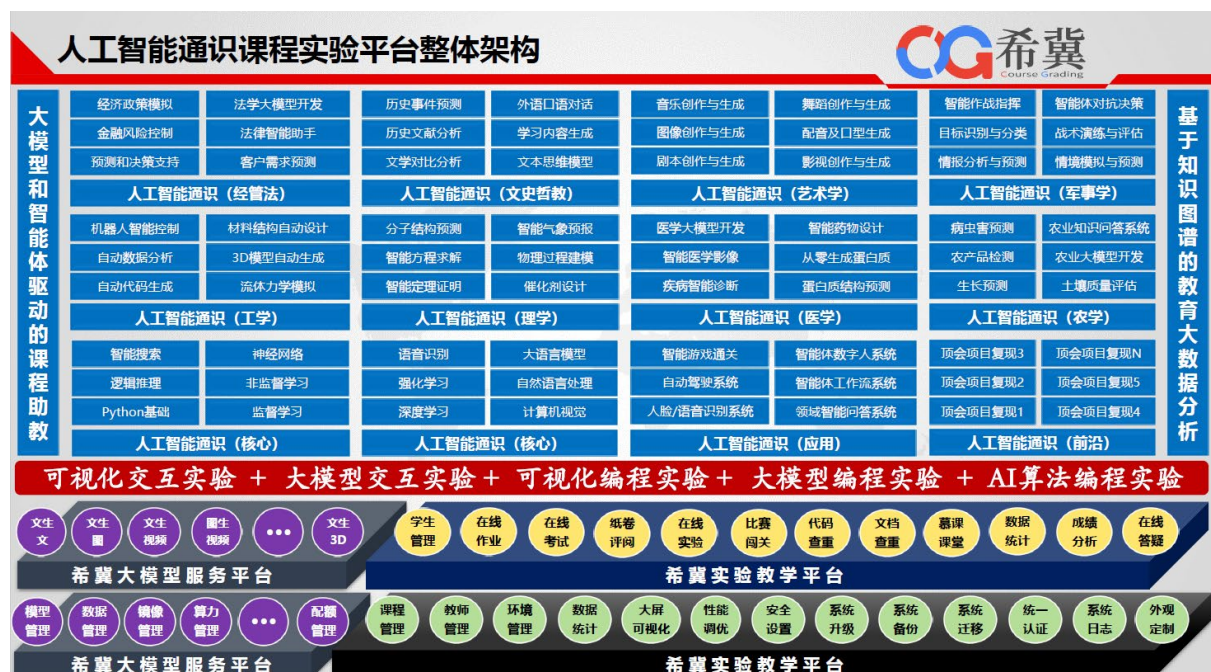 人工智能通识课程实验平台整体架构
CG希冀
Course Grading
大模型和智能体驱动的课程助教
经济政策模拟 法学大模型开发 历史事件预测 外语口语对话 音乐创作与生成 舞蹈创作与生成 智能作战指挥 智能体对抗决策
金融风险控制 法律智能助手 历史文献分析 学习内容生成 图像创作与生成 配音及口型生成 目标识别与分类 战术演练与评估
预测和决策支持 客户需求预测 文学对比分析 文本思维模型 剧本创作与生成 影视创作与生成 情报分析与预测 情境模拟与预测
人工智能通识（经管法） 人工智能通识（文史哲教） 人工智能通识（艺术学） 人工智能通识（军事学）
机器人智能控制 材料结构自动设计 分子结构预测 智能气象预报 医学大模型开发 智能药物设计 病虫害预测 农业知识问答系统
自动数据分析 3D模型自动生成 智能方程求解 物理过程建模 智能医学影像 从零生成蛋白质 农产品检测 农业大模型开发
自动代码生成 流体力学模拟 智能定理证明 催化剂设计 疾病智能诊断 蛋白质结构预测 生长预测 土壤质量评估
人工智能通识（工学） 人工智能通识（理学） 人工智能通识（医学） 人工智能通识（农学）
智能搜索 神经网络 语音识别 大语言模型 智能游戏通关 智能体数字人系统 顶会项目复现3 顶会项目复现N
逻辑推理 非监督学习 强化学习 自然语言处理 自动驾驶系统 智能体工作流系统 顶会项目复现2 顶会项目复现5
Python基础 监督学习 深度学习 计算机视觉 人脸/语音识别系统 领域智能问答系统 顶会项目复现1 顶会项目复现4
人工智能通识（核心） 人工智能通识（核心） 人工智能通识（应用） 人工智能通识（前沿）
基于知识图谱的教育大数据分析
可视化交互实验 + 大模型交互实验 + 可视化编程实验 + 大模型编程实验 + AI算法编程实验
文生文 文生图 文生视频 图生视频 ••• 文生3D
希冀大模型服务平台
学生管理 在线作业 在线考试 纸卷评阅 在线实验 比赛闯关 代码查重 文档查重 慕课课堂 数据统计 成绩分析 在线答疑
希冀实验教学平台
模型管理 数据管理 镜像管理 算力管理 ••• 配额管理
希冀大模型服务平台
课程管理 教师管理 环境管理 数据统计 大屏可视化 性能调优 安全设置 系统升级 系统备份 系统迁移 统一认证 系统日志 外观定制
希冀实验教学平台